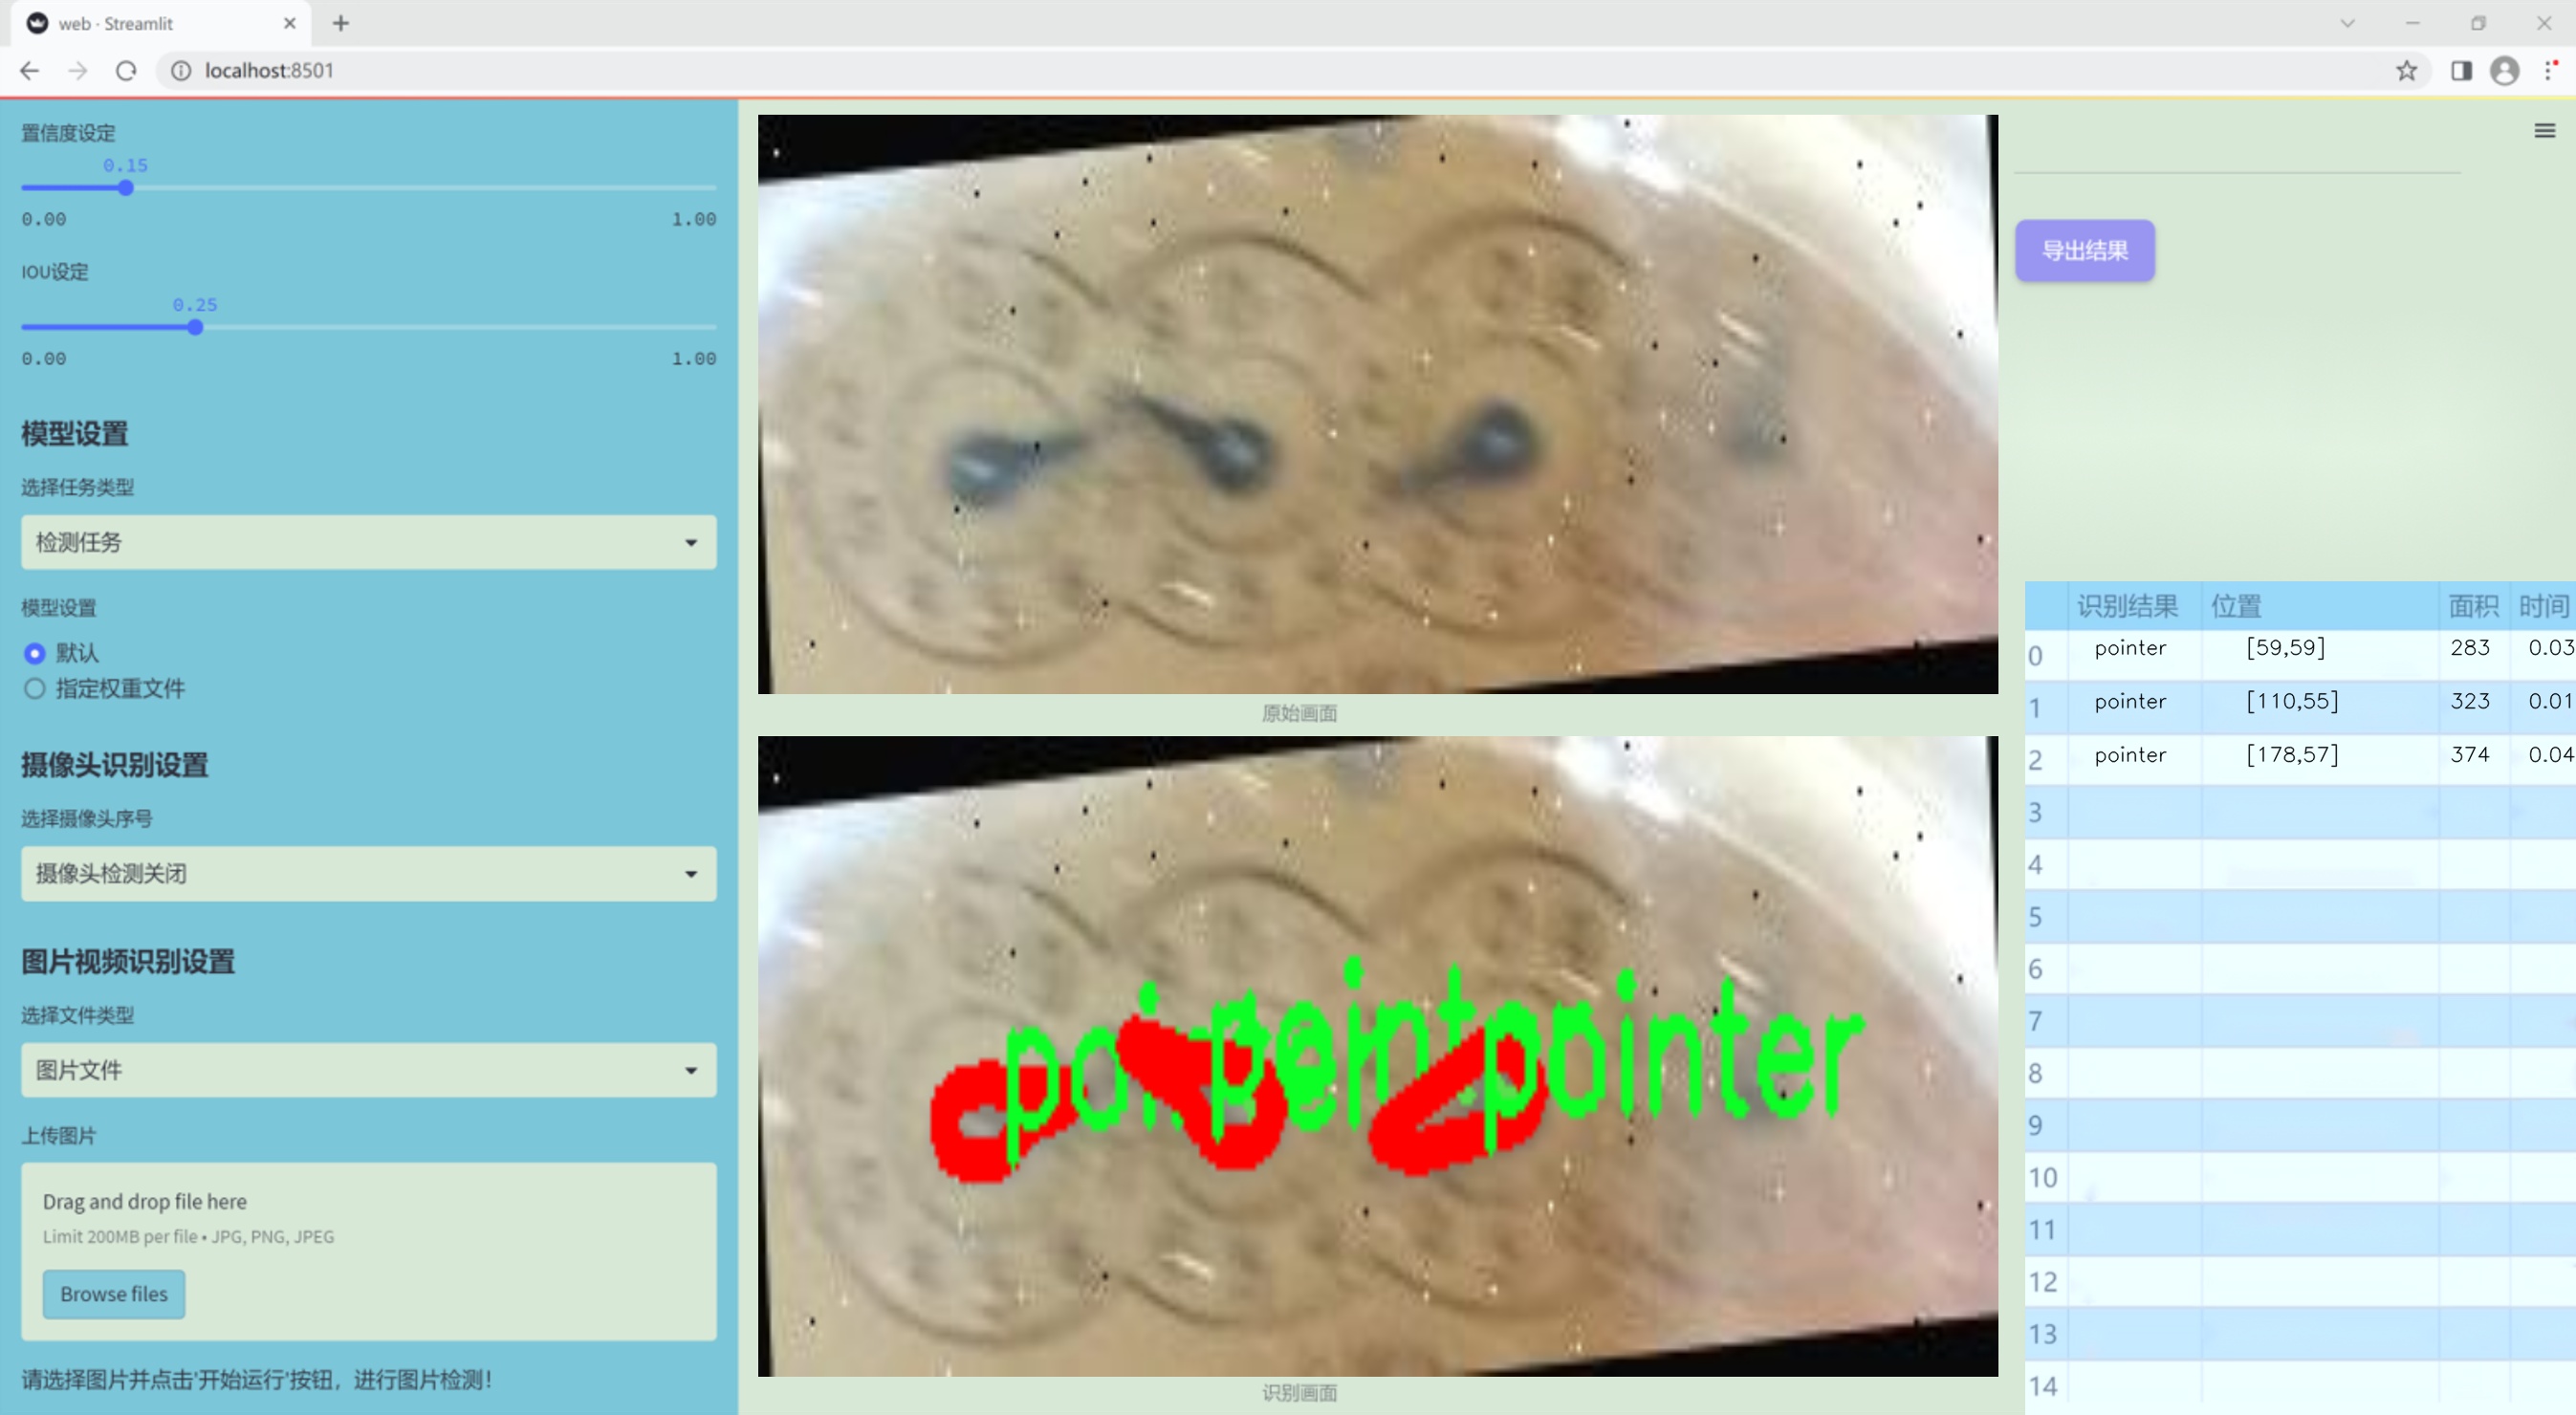 web · Streamlit
localhost:8501
置信度设定
0.15
0.00 1.00
IOU设定
0.25
0.00 1.00
模型设置
选择任务类型
检测任务
模型设置
默认
指定权重文件
摄像头识别设置
选择摄像头序号
摄像头检测关闭
图片视频识别设置
选择文件类型
图片文件
上传图片
Drag and drop file here
Limit 200MB per file • JPG, PNG, JPEG
Browse files
请选择图片并点击'开始运行'按钮，进行图片检测！
原始画面
pointer
识别画面
导出结果
识别结果 位置 面积 时间
0 pointer [59,59] 283 0.03
1 pointer [110,55] 323 0.01
2 pointer [178,57] 374 0.04
3
4
5
6
7
8
9
10
11
12
13
14